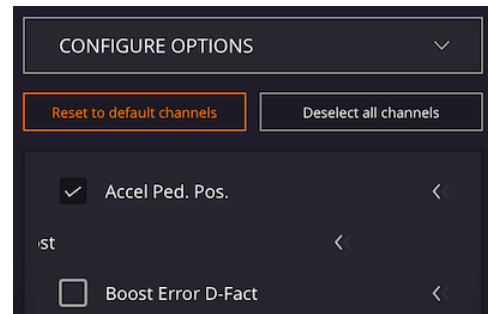 CONFIGURE OPTIONS
Reset to default channels
Deselect all channels
Accel Ped. Pos.
Boost Error D-Fact